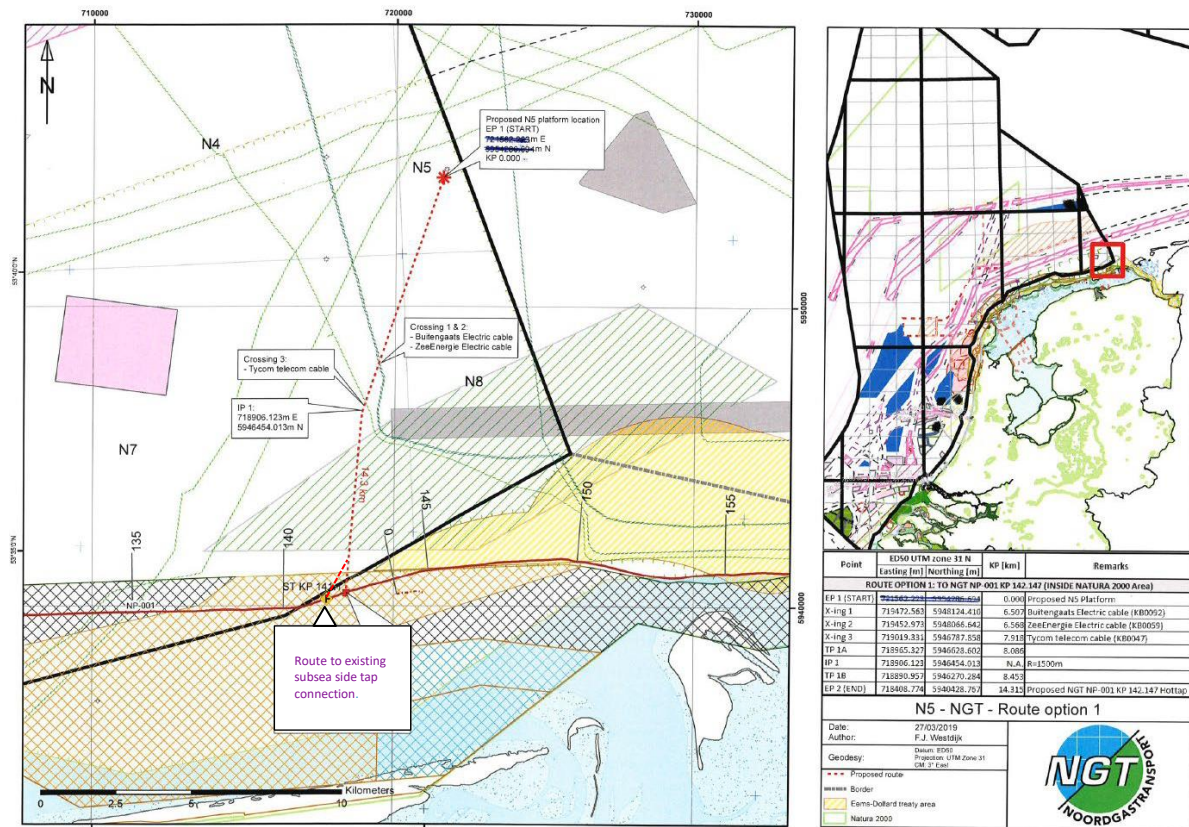 710000
720000
730000
N
N4
N5
Proposed N5 platform location
EP 1 (START)
m E
m N
KP 0.000
53°40'0"N
5950000
Crossing 1 & 2:
- Buitengaats Electric cable
- ZeeEnergie Electric cable
Crossing 3:
- Tycom telecom cable
N8
IP 1:
718906.123m E
5946454.013m N
N7
14.3 km
135
140
0
145
150
155
53°35'0"N
ST KP 141
NP-001
5940000
Route to existing
subsea side tap
connection.
Kilometers
0 2.5 5 10
710000
720000
730000
Point ED50 UTM zone 31 N KP [km] Remarks
Easting [m] Northing [m]
ROUTE OPTION 1: TO NGT NP-001 KP 142.147 (INSIDE NATURA 2000 Area)
EP 1 (START) 0.000 Proposed N5 Platform
X-ing 1 719472.563 5948124.410 6.507 Buitengaats Electric cable (KB0092)
X-ing 2 719452.973 5948066.642 6.568 ZeeEnergie Electric cable (KB0059)
X-ing 3 719019.331 5946787.858 7.918 Tycom telecom cable (KB0047)
TP 1A 718965.327 5946628.602 8.086
IP 1 718906.123 5946454.013 N.A. R=1500m
TP 1B 718890.957 5946270.284 8.453
EP 2 (END) 718408.774 5940428.767 14.315 Proposed NGT NP-001 KP 142.147 Hottap
N5 - NGT - Route option 1
Date: 27/03/2019
Author: F.J. Westdijk
Geodesy: Datum: ED50
Projection: UTM Zone 31
CM: 3° East
Proposed route
Border
Eems-Dollard treaty area
Natura 2000
NGT
NOORDGASTRANSPORT